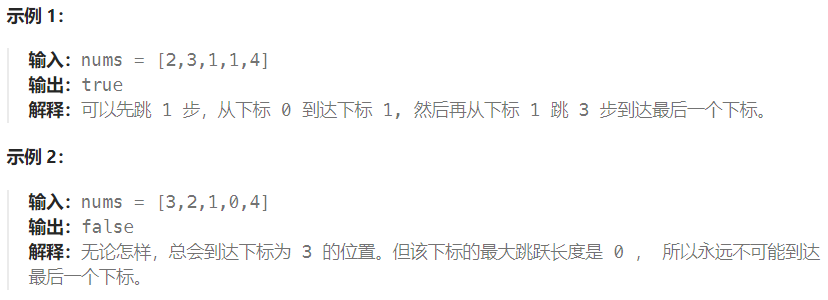 示例 1：
输入：nums = [2,3,1,1,4]
输出：true
解释：可以先跳 1 步，从下标 0 到达下标 1, 然后再从下标 1 跳 3 步到达最后一个下标。
示例 2：
输入：nums = [3,2,1,0,4]
输出：false
解释：无论怎样，总会到达下标为 3 的位置。但该下标的最大跳跃长度是 0 ， 所以永远不可能到达
最后一个下标。